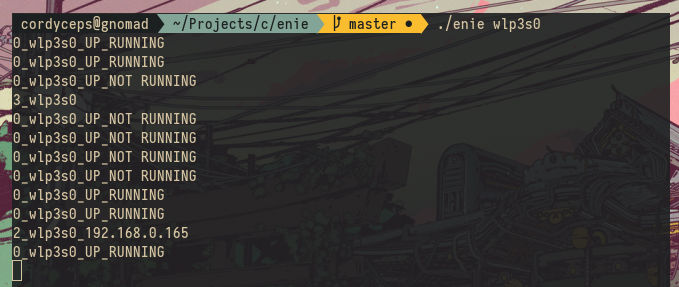 cordyceps@gnomad ~/Projects/c/enie master ● ./enie wlp3s0
0_wlp3s0_UP_RUNNING
0_wlp3s0_UP_RUNNING
0_wlp3s0_UP_NOT RUNNING
3_wlp3s0
0_wlp3s0_UP_NOT RUNNING
0_wlp3s0_UP_NOT RUNNING
0_wlp3s0_UP_NOT RUNNING
0_wlp3s0_UP_NOT RUNNING
0_wlp3s0_UP_RUNNING
0_wlp3s0_UP_RUNNING
2_wlp3s0_192.168.0.165
0_wlp3s0_UP_RUNNING